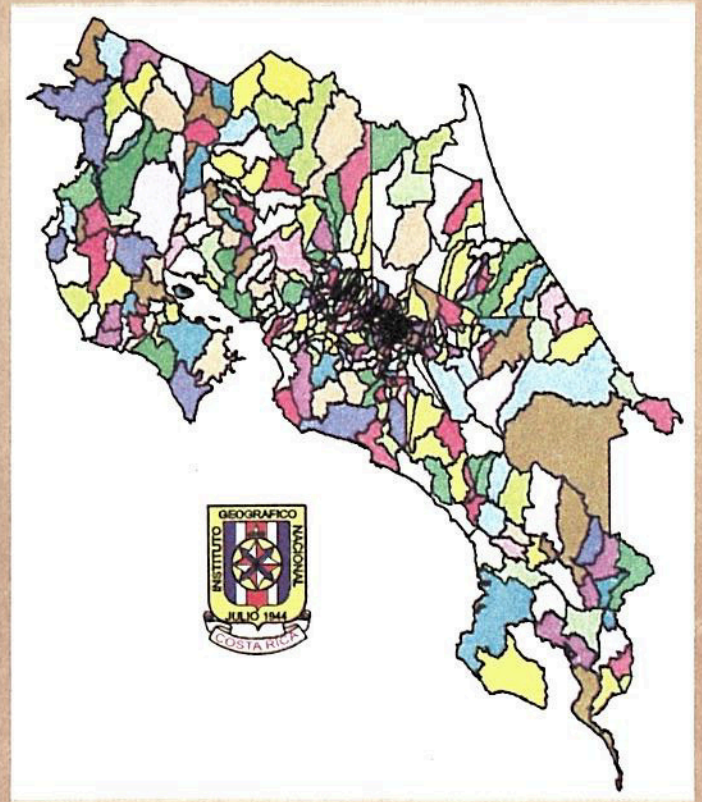 GEOGRAFICO
INSTITUTO
NACIONAL
JULIO 1944
COSTA RICA